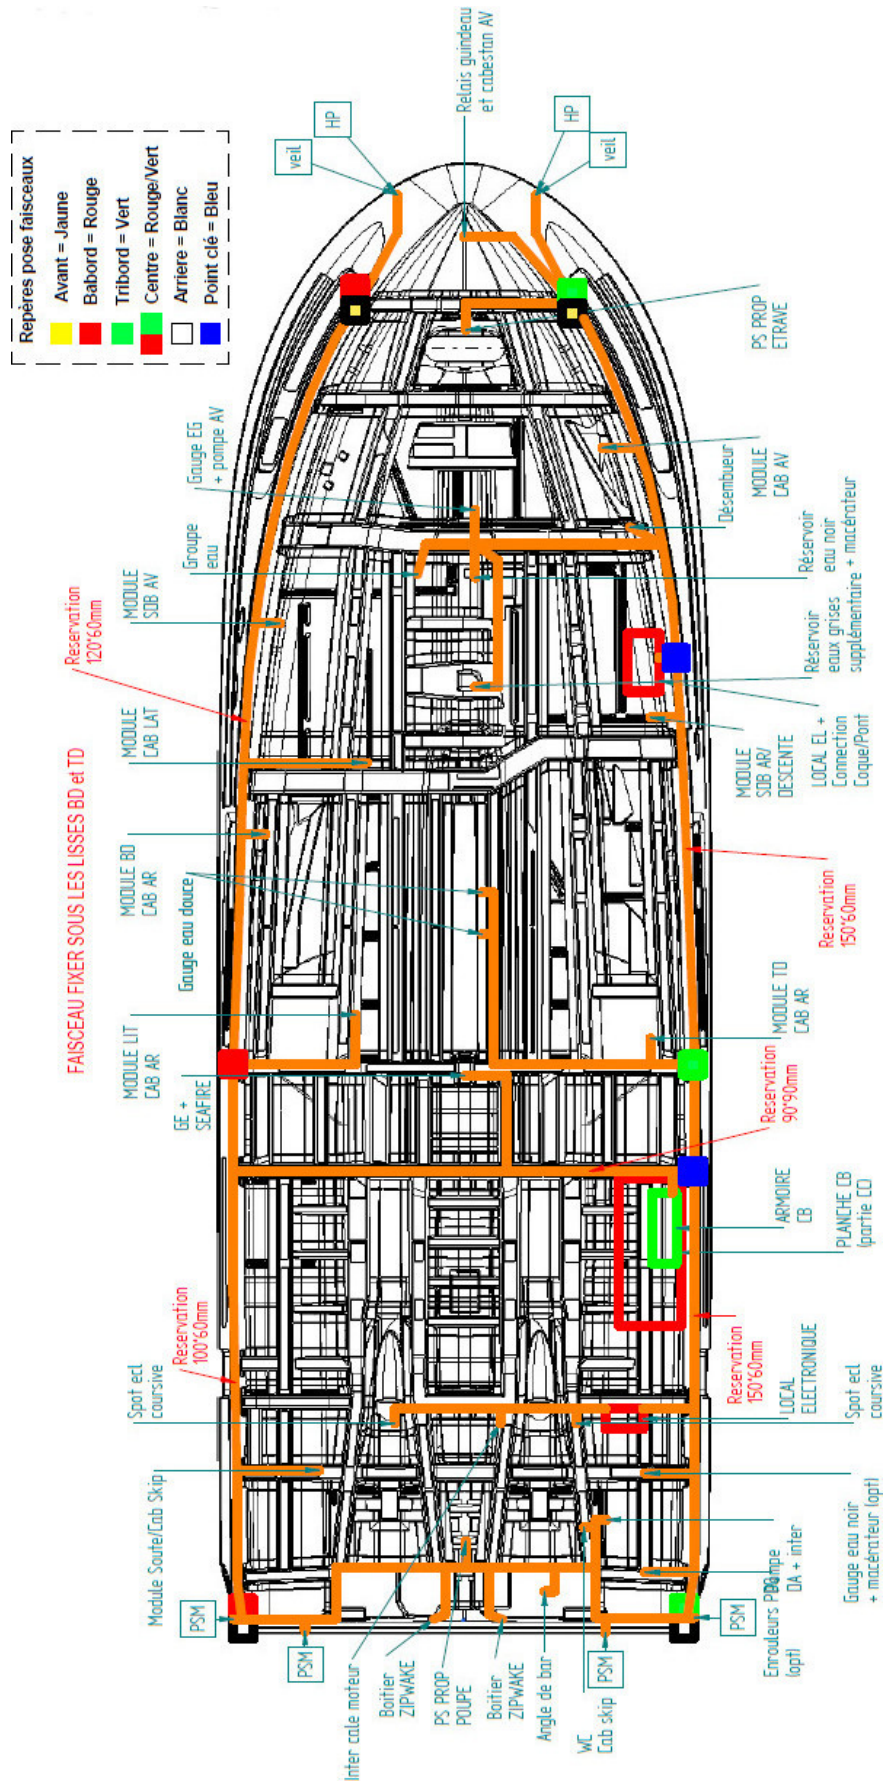 Repères pose faisceaux
Avant = Jaune
Babord = Rouge
Tribord = Vert
Centre = Rouge/Vert
Arriere = Blanc
Point clé = Bleu
FAISCEAU FIXER SOUS LES LISSES BD et TD
Relais guindeau
et cabestan AV
HP
veil
HP
veil
PS PROP
ETRAVE
Gauge EG
+ pompe AV
Groupe
eau
MODULE
SDB AV
Reservation
120*60mm
MODULE
CAB LAT
MODULE BD
CAB AR
Gauge eau douce
MODULE LIT
CAB AR
GE +
SEAFIRE
Reservation
100*60mm
Spot ecl
coursive
Module Soute/Cab Skip
PSM
PSM
Inter cale moteur
Boitier
ZIPWAKE
PS PROP
POUPE
Boitier
ZIPWAKE
Angle de bar
WC
Cab skip
PSM
PSM
Enrouleurs PDQ
(opt)
Pompe
OA + inter
Gauge eau noir
+ macérateur (opt)
Spot ecl
coursive
LOCAL
ELECTRONIQUE
Reservation
150*60mm
PLANCHE CB
(partie CC)
ARMOIRE
CB
Reservation
90*90mm
MODULE TD
CAB AR
Reservation
150*60mm
LOCAL EL +
Connection
Coque/Pont
MODULE
SDB AR/
DESCENTE
Réservoir
eaux grises
supplémentaire + macérateur
Réservoir
eau noir
Désembueur
MODULE
CAB AV